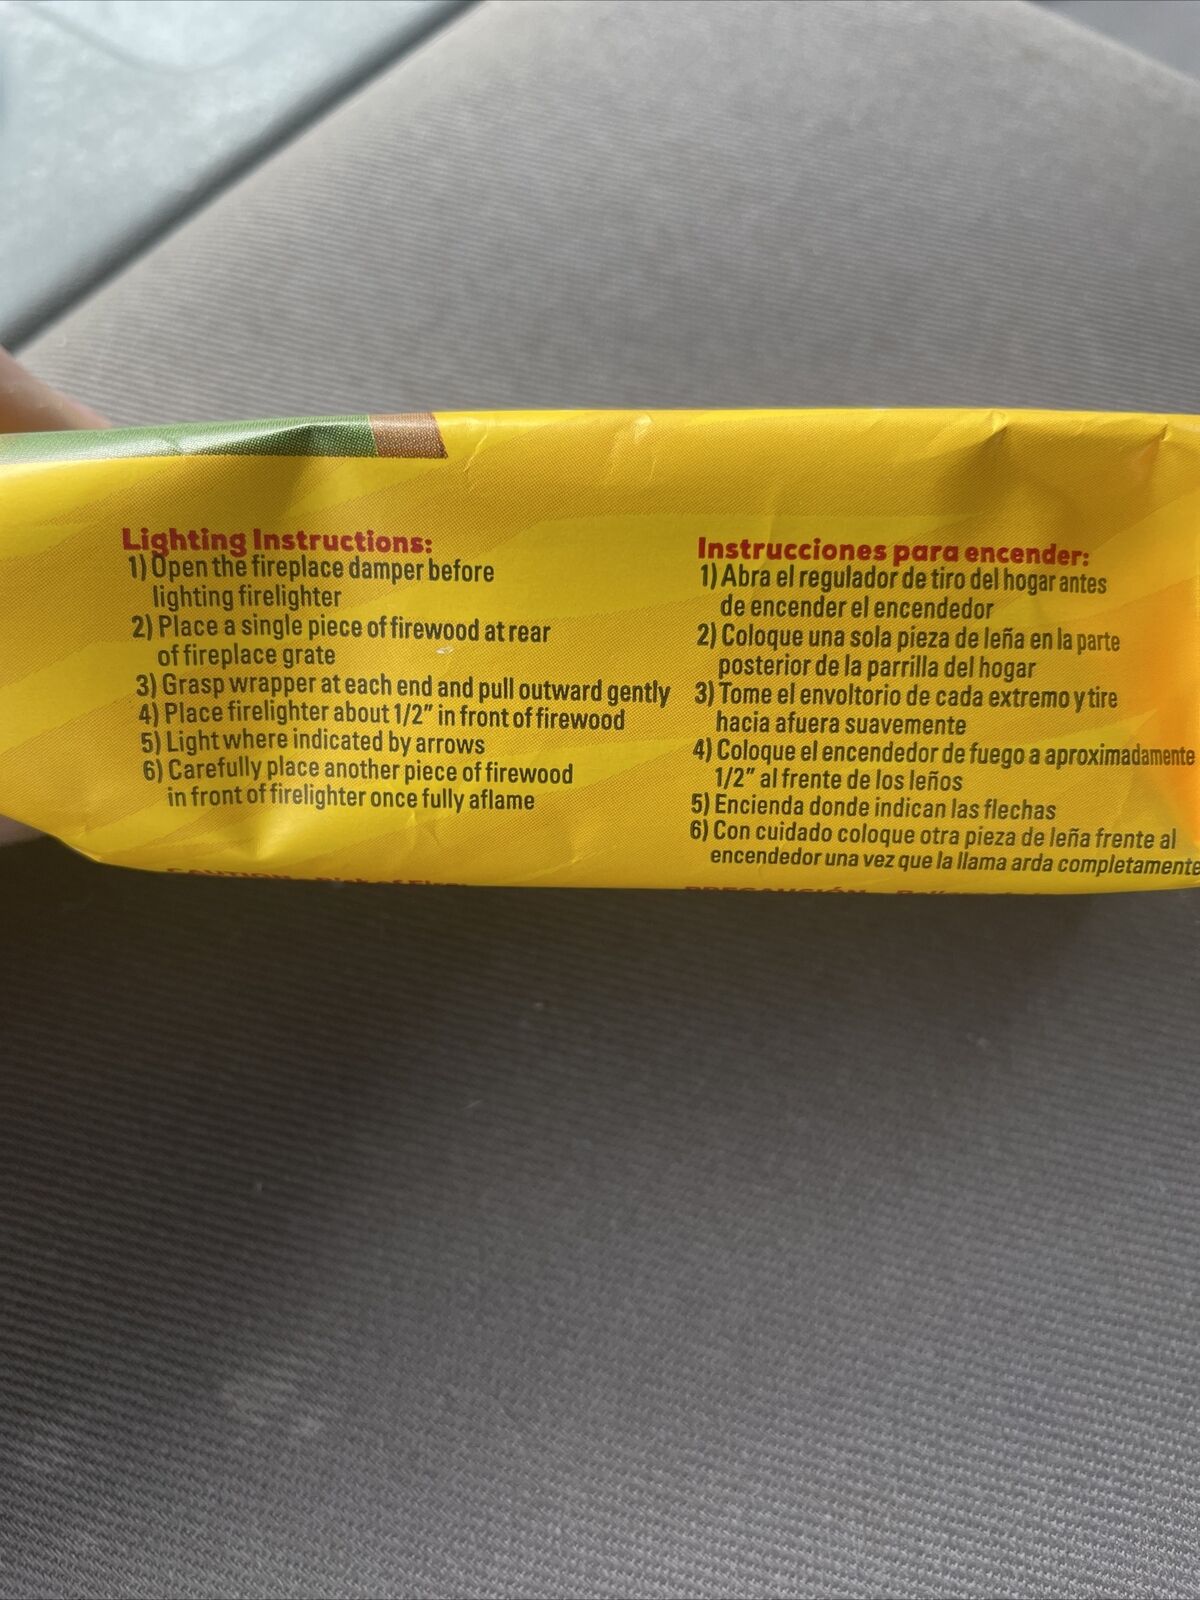 Lighting Instructions:
1) Open the fireplace damper before
lighting firelighter
2) Place a single piece of firewood at rear
of fireplace grate
3) Grasp wrapper at each end and pull outward gently
4) Place firelighter about 1/2” in front of firewood
5) Light where indicated by arrows
6) Carefully place another piece of firewood
in front of firelighter once fully aflame
CAUTION - Risk of Fire:
Instrucciones para encender:
1) Abra el regulador de tiro del hogar antes
de encender el encendedor
2) Coloque una sola pieza de leña en la parte
posterior de la parrilla del hogar
3) Tome el envoltorio de cada extremo y tire
hacia afuera suavemente
4) Coloque el encendedor de fuego a aproximadamente
1/2” al frente de los leños
5) Encienda donde indican las flechas
6) Con cuidado coloque otra pieza de leña frente al
encendedor una vez que la llama arda completamente
PRECAUCIÓN -